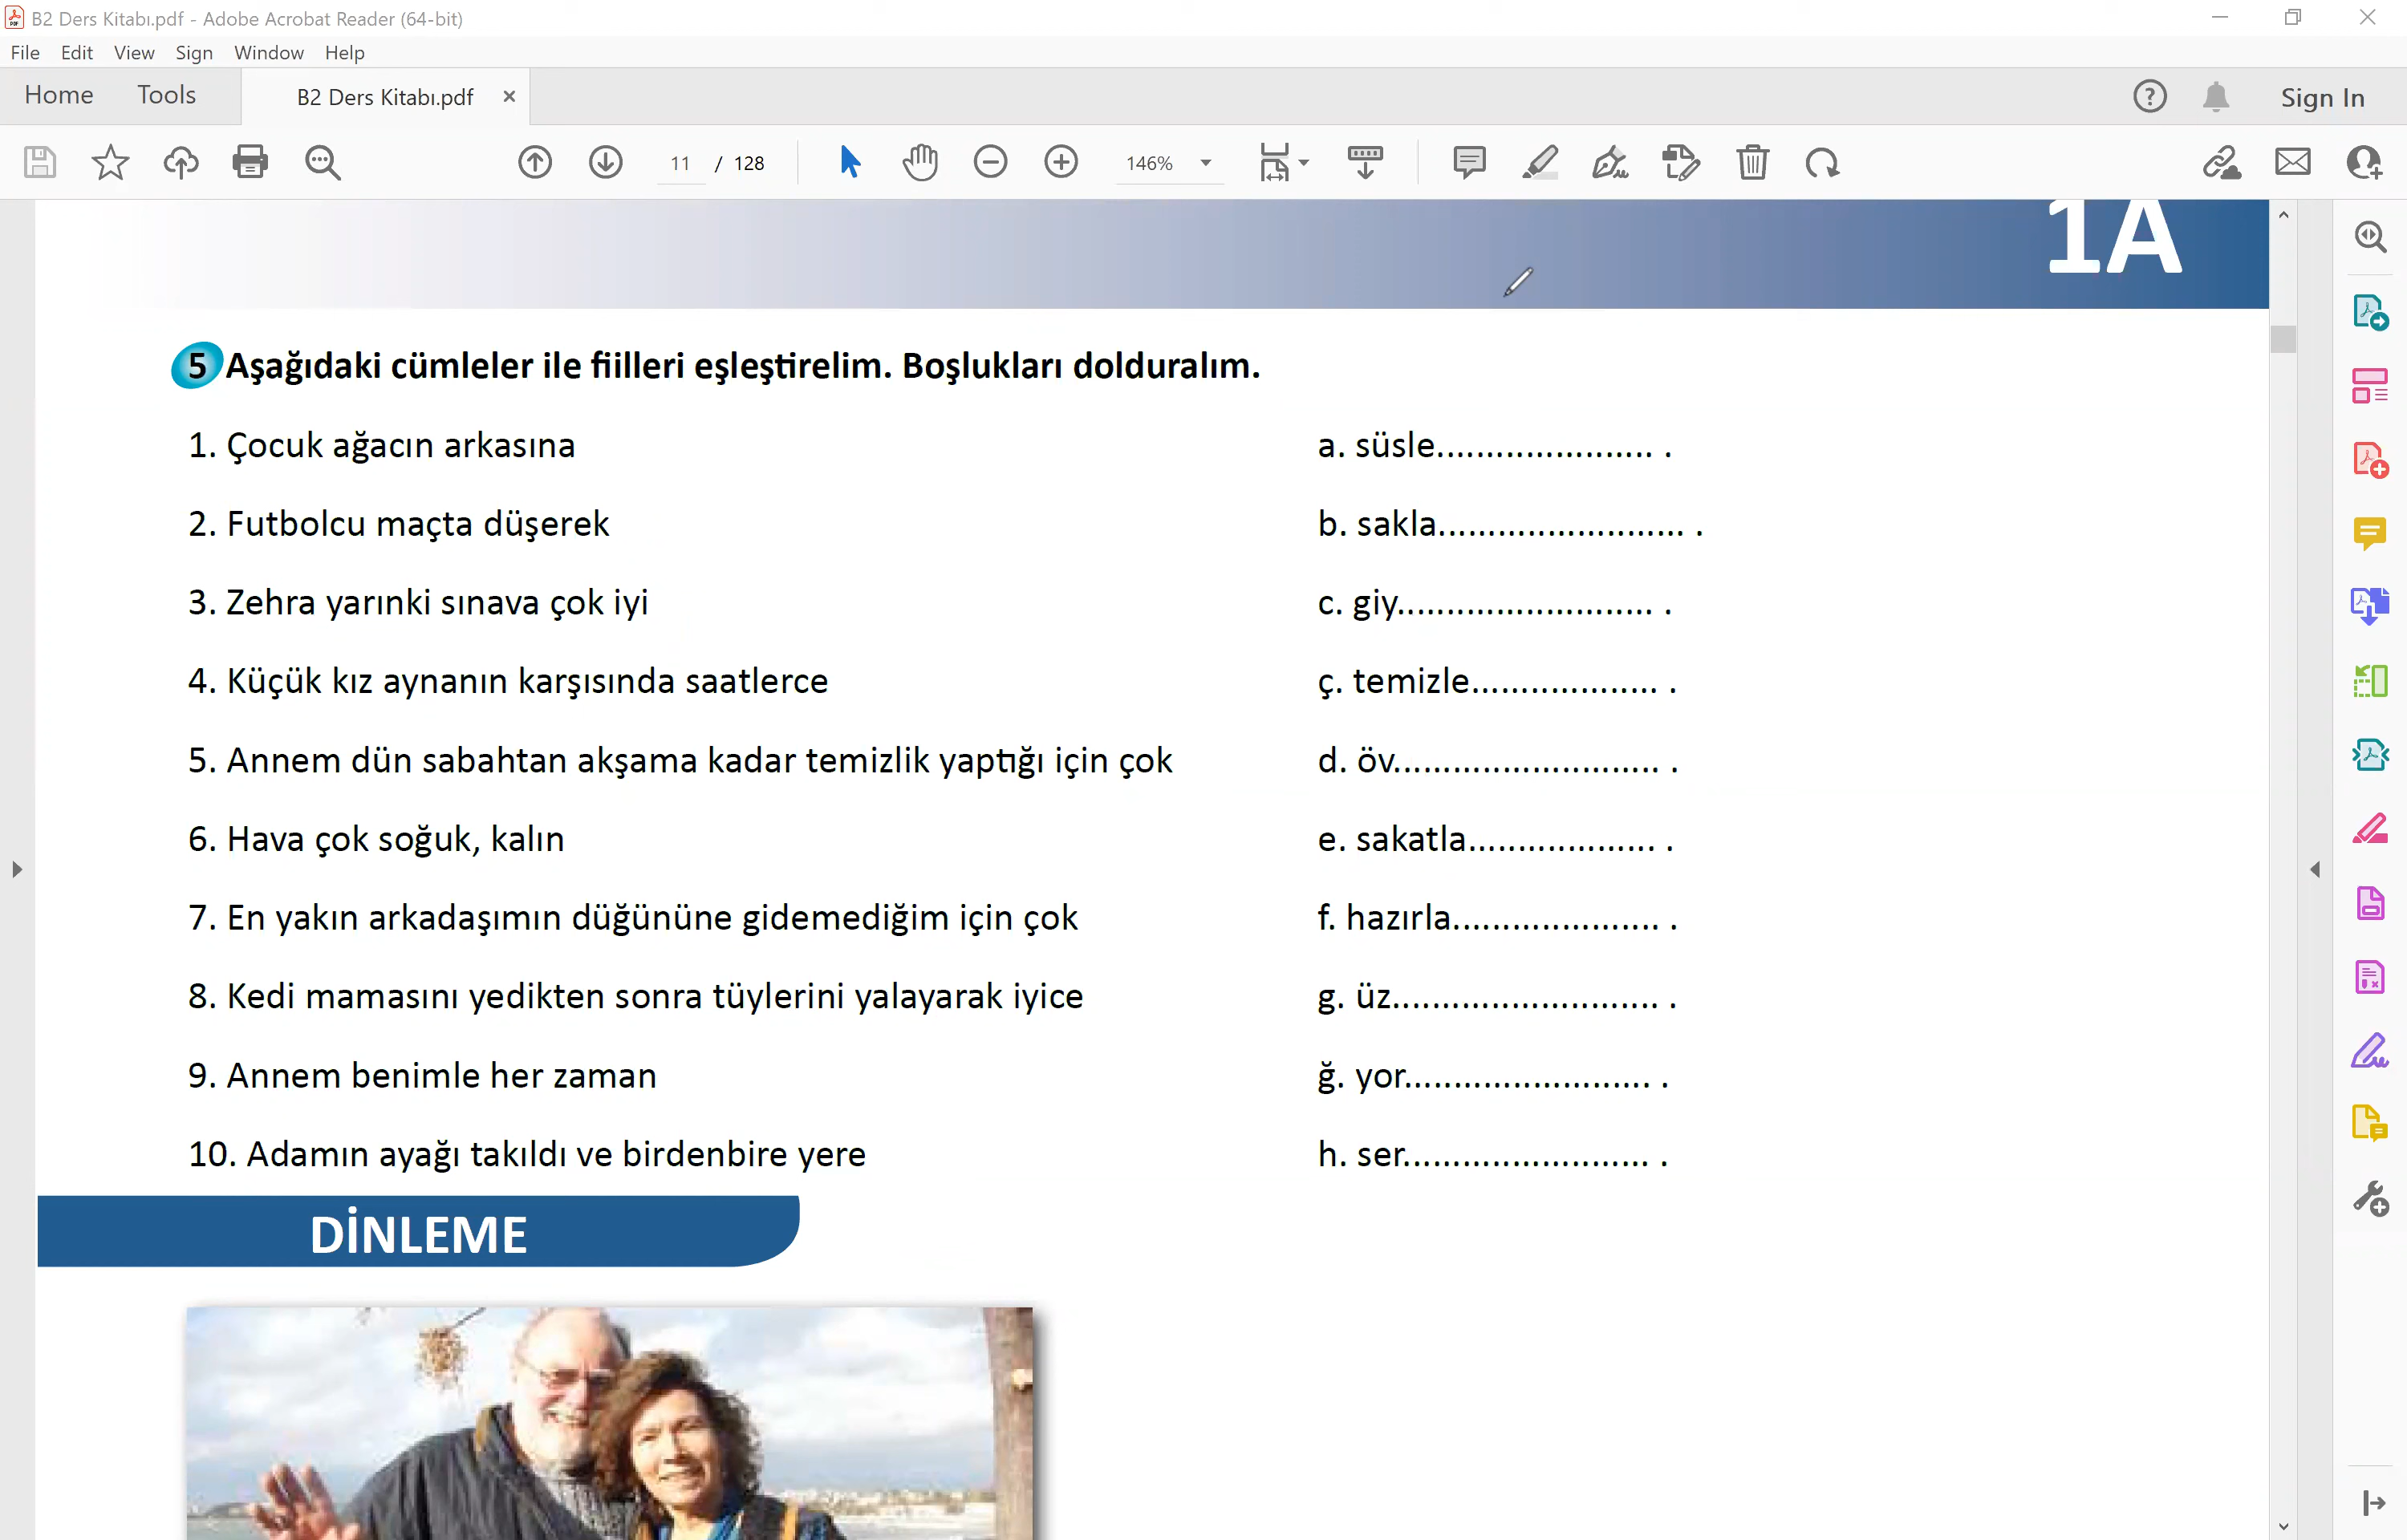 B2 Ders Kitabı.pdf - Adobe Acrobat Reader (64-bit)
File Edit View Sign Window Help
Home Tools B2 Ders Kitabı.pdf × Sign In
11 / 128 146%
1A
5 Aşağıdaki cümleler ile fiilleri eşleştirelim. Boşlukları dolduralım.
1. Çocuk ağacın arkasına a. süsle...................... .
2. Futbolcu maçta düşerek b. sakla......................... .
3. Zehra yarınki sınava çok iyi c. giy.......................... .
4. Küçük kız aynanın karşısında saatlerce ç. temizle................... .
5. Annem dün sabahtan akşama kadar temizlik yaptığı için çok d. öv........................... .
6. Hava çok soğuk, kalın e. sakatla................... .
7. En yakın arkadaşımın düğününe gidemediğim için çok f. hazırla..................... .
8. Kedi mamasını yedikten sonra tüylerini yalayarak iyice g. üz........................... .
9. Annem benimle her zaman ğ. yor......................... .
10. Adamın ayağı takıldı ve birdenbire yere h. ser......................... .
DİNLEME